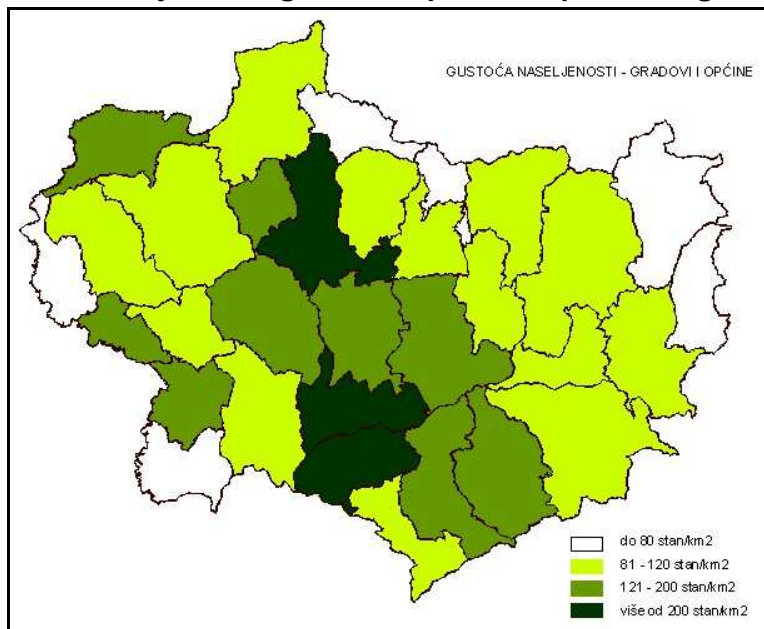 GUSTOĆA NASELJENOSTI - GRADOVI I OPĆINE
do 80 stan/km2
81 - 120 stan/km2
121 - 200 stan/km2
više od 200 stan/km2